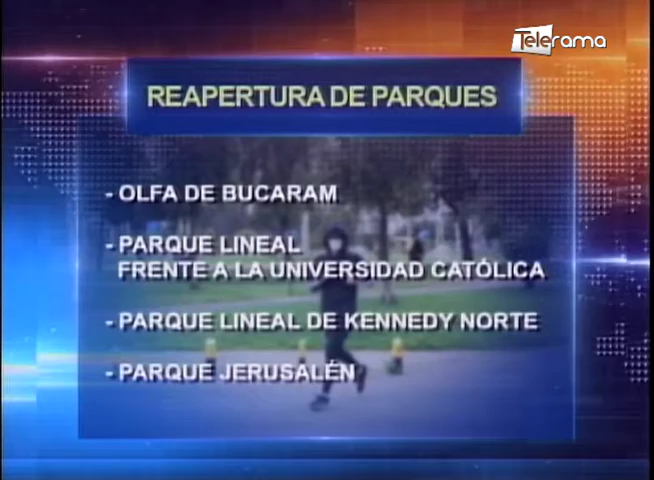 Telerama
REAPERTURA DE PARQUES
- OLFA DE BUCARAM
- PARQUE LINEAL
FRENTE A LA UNIVERSIDAD CATÓLICA
- PARQUE LINEAL DE KENNEDY NORTE
- PARQUE JERUSALÉN